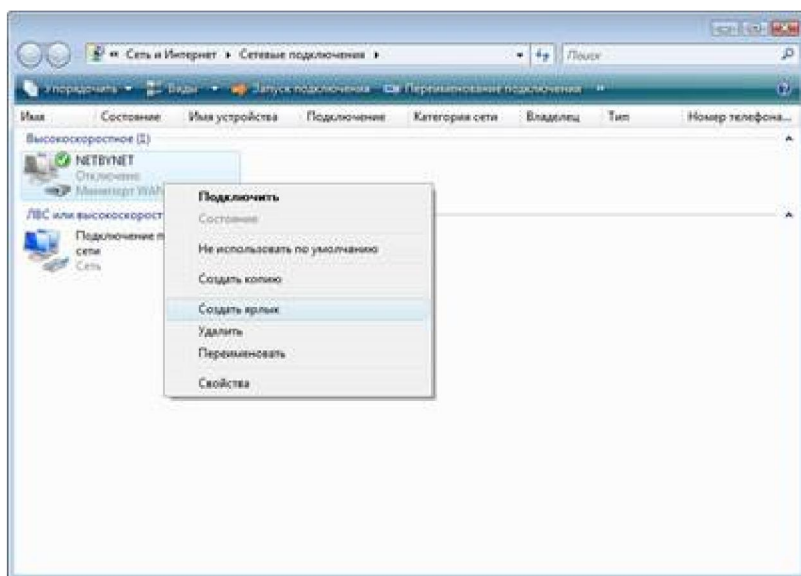 « Сеть и Интернет ▸ Сетевые подключения ▸
Поиск
Упорядочить Виды Запуск подключения Переименование подключения »
Имя Состояние Имя устройства Подключение Категория сети Владелец Тип Номер телефона...
Высокоскоростное (1)
NETBYNET
Отключено
Минипорт WAN
ЛВС или высокоскорост
Подключение п
сети
Сеть
Подключить
Состояние
Не использовать по умолчанию
Создать копию
Создать ярлык
Удалить
Переименовать
Свойства